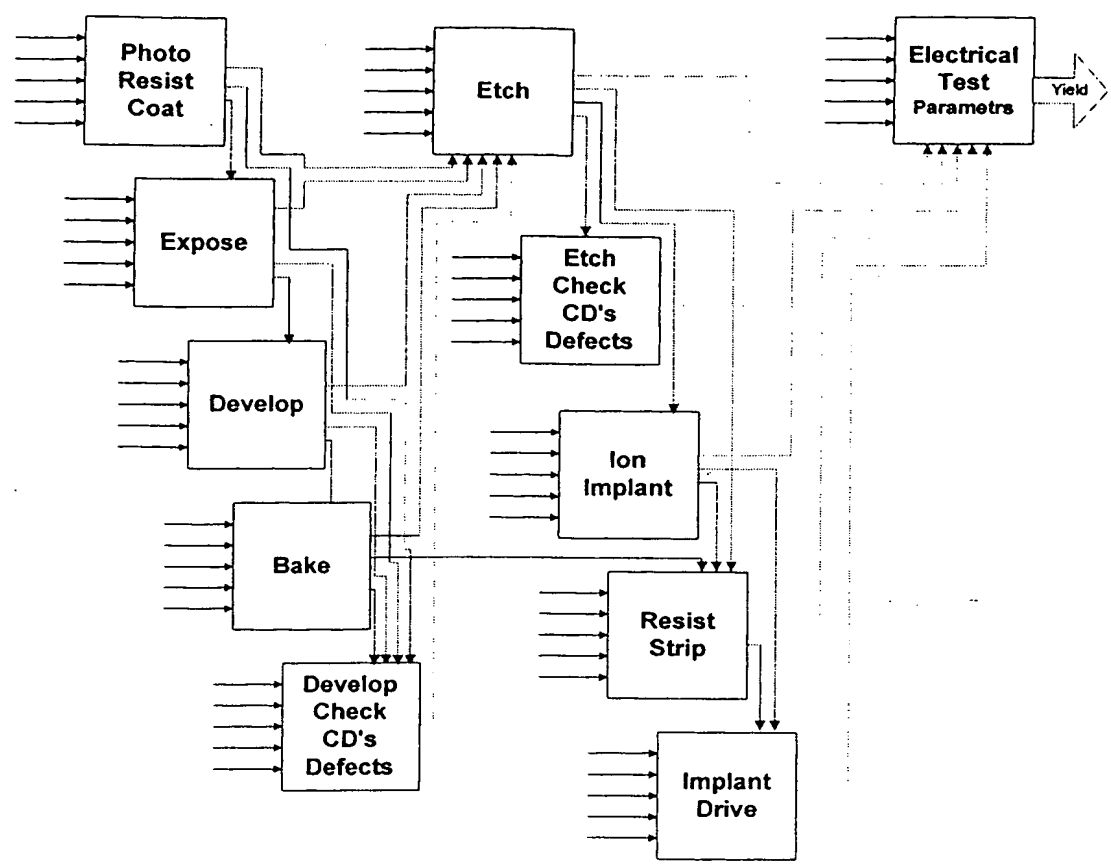 Photo
Resist
Coat
Expose
Develop
Bake
Develop
Check
CD's
Defects
Etch
Etch
Check
CD's
Defects
Ion
Implant
Resist
Strip
Implant
Drive
Electrical
Test
Parametrs
Yield